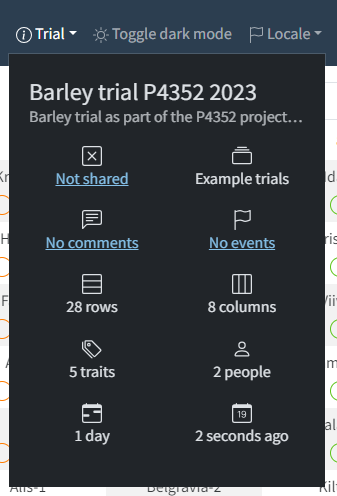 Trial Toggle dark mode Locale
Barley trial P4352 2023
Barley trial as part of the P4352 project…
Not shared Example trials
No comments No events
28 rows 8 columns
5 traits 2 people
19
1 day 2 seconds ago
Alis-1 Belgravia-2